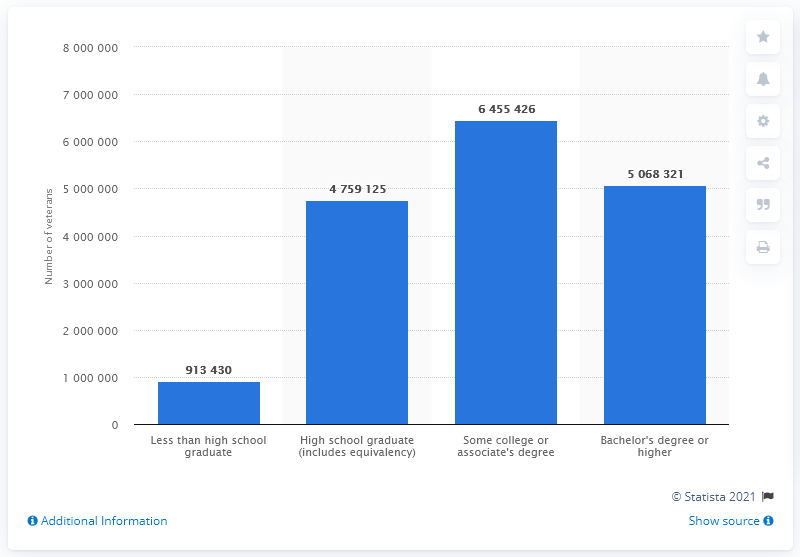 8 000 000
7 000 000
6 000 000
5 000 000
4 000 000
3 000 000
2 000 000
1 000 000
0
Number of veterans
913 430
4 759 125
6 455 426
5 068 321
Less than high school
graduate
High school graduate
(includes equivalency)
Some college or
associate's degree
Bachelor's degree or
higher
© Statista 2021
Additional Information
Show source